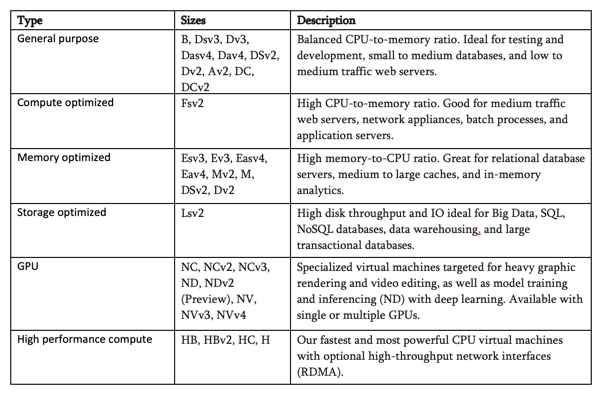 Type Sizes Description
General purpose B, Dsv3, Dv3, Balanced CPU-to-memory ratio. Ideal for testing and
Dasv4, Dav4, DSv2, development, small to medium databases, and low to
Dv2, Av2, DC, medium traffic web servers.
DCv2
Compute optimized Fsv2 High CPU-to-memory ratio. Good for medium traffic
web servers, network appliances, batch processes, and
application servers.
Memory optimized Esv3, Ev3, Easv4, High memory-to-CPU ratio. Great for relational database
Eav4, Mv2, M, servers, medium to large caches, and in-memory
DSv2, Dv2 analytics.
Storage optimized Lsv2 High disk throughput and IO ideal for Big Data, SQL,
NoSQL databases, data warehousing, and large
transactional databases.
GPU NC, NCv2, NCv3, Specialized virtual machines targeted for heavy graphic
ND, NDv2 rendering and video editing, as well as model training
(Preview), NV, and inferencing (ND) with deep learning. Available with
NVv3, NVv4 single or multiple GPUs.
High performance compute HB, HBv2, HC, H Our fastest and most powerful CPU virtual machines
with optional high-throughput network interfaces
(RDMA).